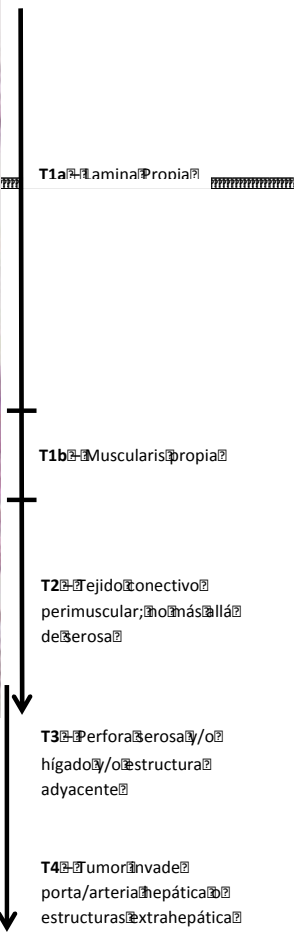 T1a – Lamina Propia
T1b – Muscularis propia
T2 – Tejido conectivo
perimuscular; no más allá
de serosa
T3 – Perfora serosa y/o
hígado y/o estructura
adyacente
T4 – Tumor invade
porta/arteria hepática o
estructuras extrahepática